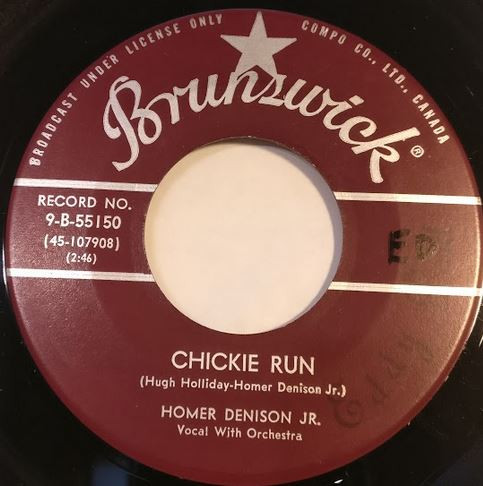 BROADCAST UNDER LICENSE ONLY COMPO CO., LTD., CANADA
Brunswick®
RECORD NO.
9-B-55150
(45-107908)
(2:46)
ED
CHICKIE RUN
(Hugh Holliday-Homer Denison Jr.)
HOMER DENISON JR.
Vocal With Orchestra
Eddy